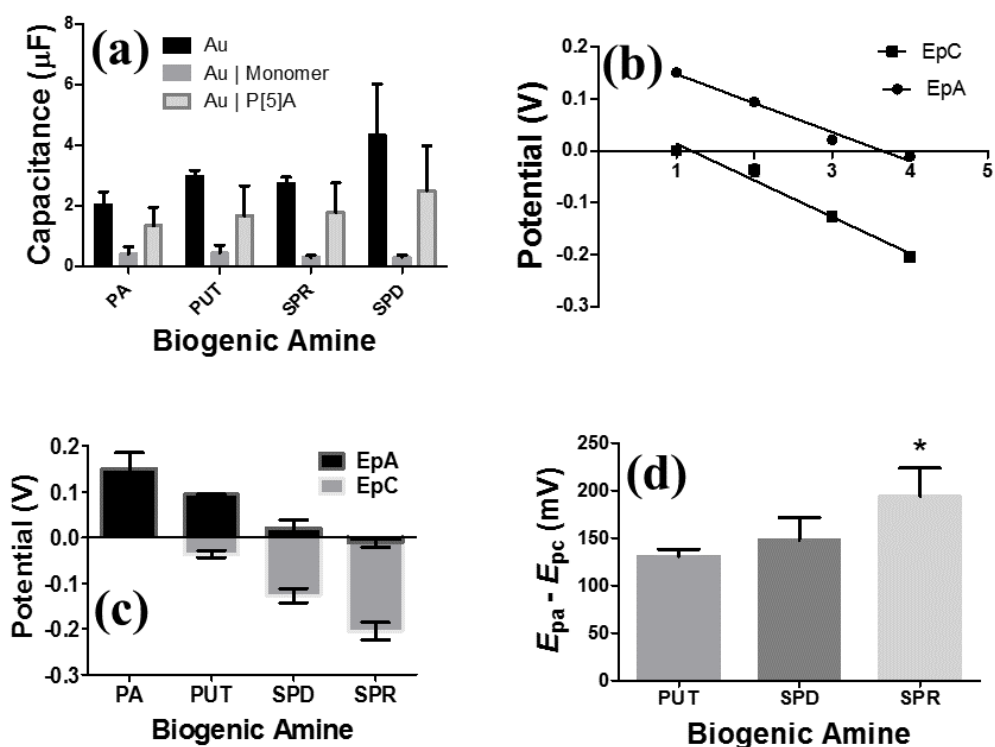 (a)
Au
Au | Monomer
Au | P[5]A
Capacitance (µF)
8
6
4
2
0
PA
PUT
SPR
SPD
Biogenic Amine
(b)
EpC
EpA
Potential (V)
0.2
0.1
0.0
-0.1
-0.2
-0.3
1
2
3
4
5
(c)
EpA
EpC
Potential (V)
0.2
0.1
0.0
-0.1
-0.2
-0.3
PA
PUT
SPD
SPR
Biogenic Amine
(d)
*
Epa - Epc (mV)
250
200
150
100
50
0
PUT
SPD
SPR
Biogenic Amine